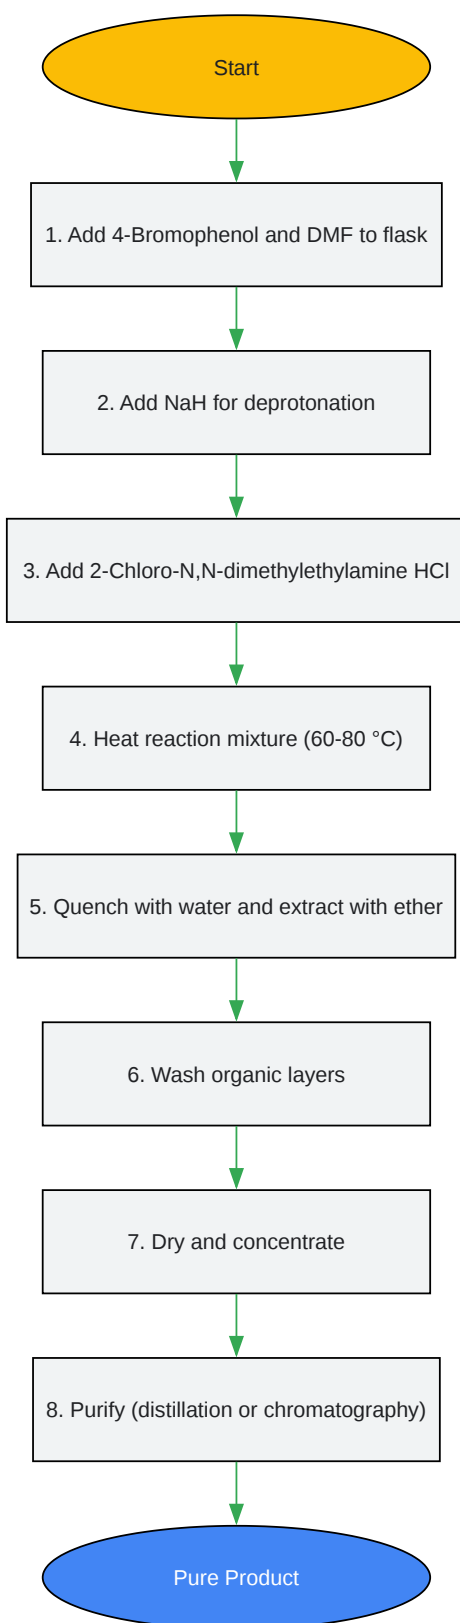 Start
1. Add 4-Bromophenol and DMF to flask
2. Add NaH for deprotonation
3. Add 2-Chloro-N,N-dimethylethylamine HCl
4. Heat reaction mixture (60-80 °C)
5. Quench with water and extract with ether
6. Wash organic layers
7. Dry and concentrate
8. Purify (distillation or chromatography)
Pure Product